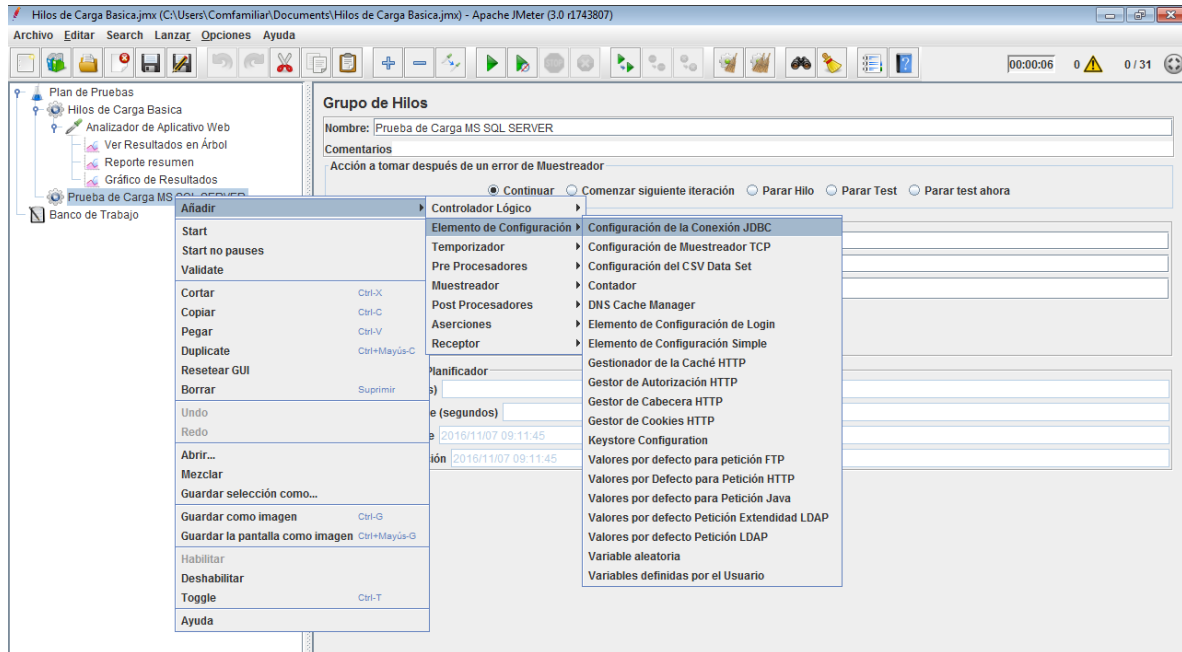 Hilos de Carga Basica.jmx (C:\Users\Comfamiliar\Documents\Hilos de Carga Basica.jmx) - Apache JMeter (3.0 r1743807)
Archivo Editar Search Lanzar Opciones Ayuda
00:00:06 0 0 / 31
Plan de Pruebas
Hilos de Carga Basica
Analizador de Aplicativo Web
Ver Resultados en Árbol
Reporte resumen
Gráfico de Resultados
Prueba de Carga MS SQL SERVER
Banco de Trabajo
Grupo de Hilos
Nombre: Prueba de Carga MS SQL SERVER
Comentarios
Acción a tomar después de un error de Muestreador
Continuar Comenzar siguiente iteración Parar Hilo Parar Test Parar test ahora
Planificador
s)
e (segundos)
e 2016/11/07 09:11:45
ión 2016/11/07 09:11:45
Añadir
Start
Start no pauses
Validate
Cortar Ctrl-X
Copiar Ctrl-C
Pegar Ctrl-V
Duplicate Ctrl+Mayús-C
Resetear GUI
Borrar Suprimir
Undo
Redo
Abrir...
Mezclar
Guardar selección como...
Guardar como imagen Ctrl-G
Guardar la pantalla como imagen Ctrl+Mayús-G
Habilitar
Deshabilitar
Toggle Ctrl-T
Ayuda
Controlador Lógico
Elemento de Configuración
Temporizador
Pre Procesadores
Muestreador
Post Procesadores
Aserciones
Receptor
Configuración de la Conexión JDBC
Configuración de Muestreador TCP
Configuración del CSV Data Set
Contador
DNS Cache Manager
Elemento de Configuración de Login
Elemento de Configuración Simple
Gestionador de la Caché HTTP
Gestor de Autorización HTTP
Gestor de Cabecera HTTP
Gestor de Cookies HTTP
Keystore Configuration
Valores por defecto para petición FTP
Valores por Defecto para Petición HTTP
Valores por defecto para Petición Java
Valores por defecto Petición Extendidad LDAP
Valores por defecto Petición LDAP
Variable aleatoria
Variables definidas por el Usuario